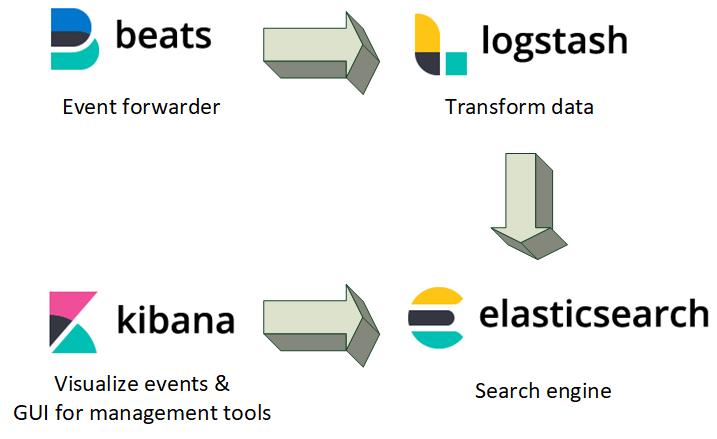 beats
Event forwarder
logstash
Transform data
kibana
Visualize events &
GUI for management tools
elasticsearch
Search engine